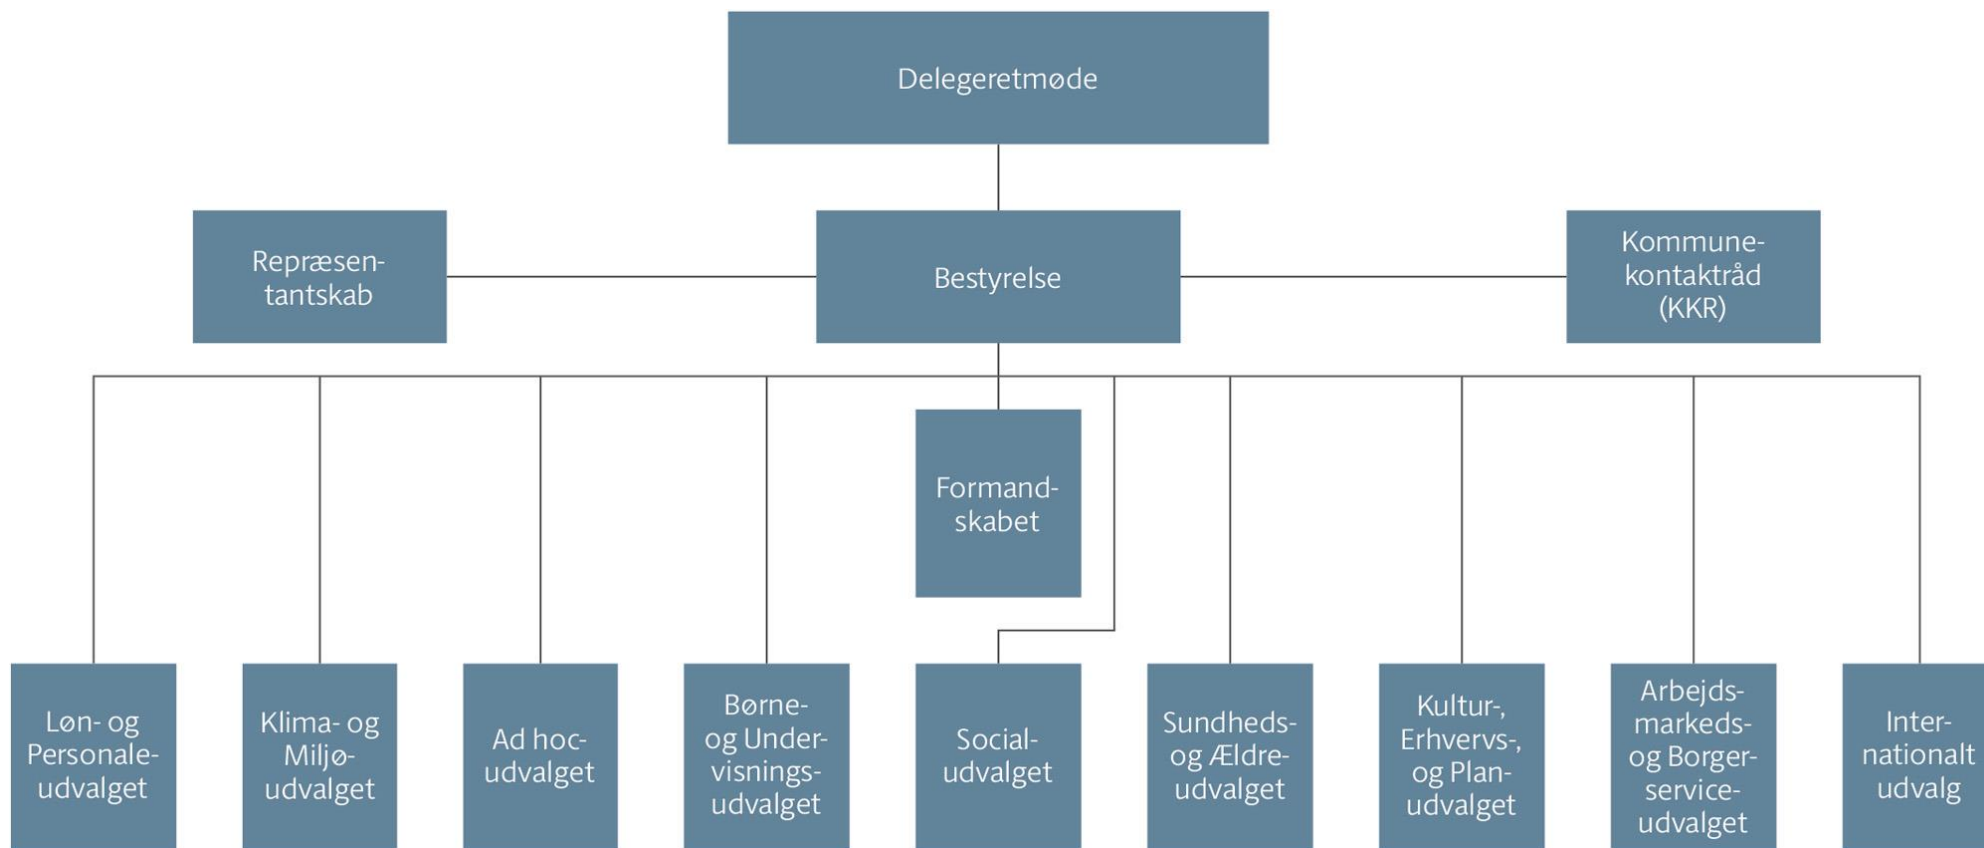 Delegeretmøde
Repræsen-
tantskab
Bestyrelse
Kommune-
kontaktråd
(KKR)
Formand-
skabet
Løn- og
Personale-
udvalget
Klima- og
Miljø-
udvalget
Ad hoc-
udvalget
Børne-
og Under-
visnings-
udvalget
Social-
udvalget
Sundheds-
og Ældre-
udvalget
Kultur-,
Erhvervs-,
og Plan-
udvalget
Arbejds-
markeds-
og Borger-
service-
udvalget
Inter-
nationalt
udvalg